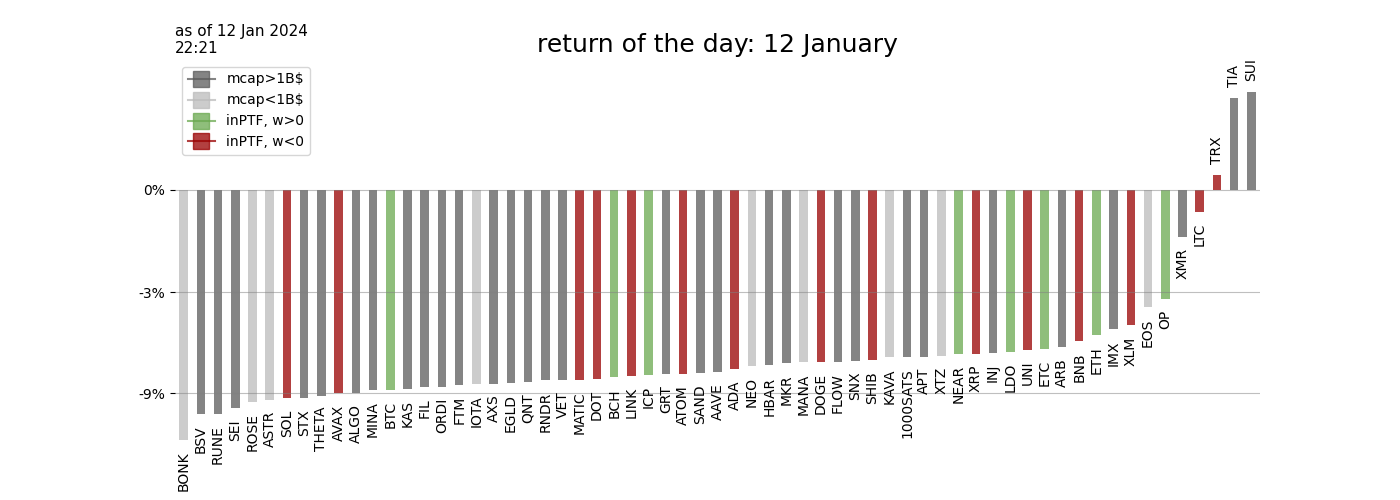 as of 12 Jan 2024
22:21
return of the day: 12 January
mcap>1B$
mcap<1B$
inPTF, w>0
inPTF, w<0
0%
-3%
-9%
BONK
BSV
RUNE
SEI
ROSE
ASTR
SOL
STX
THETA
AVAX
ALGO
MINA
BTC
KAS
FIL
ORDI
FTM
IOTA
AXS
EGLD
QNT
RNDR
VET
MATIC
DOT
BCH
LINK
ICP
GRT
ATOM
SAND
AAVE
ADA
NEO
HBAR
MKR
MANA
DOGE
FLOW
SNX
SHIB
KAVA
1000SATS
APT
XTZ
NEAR
XRP
INJ
LDO
UNI
ETC
ARB
BNB
ETH
IMX
XLM
EOS
OP
XMR
LTC
TRX
TIA
SUI